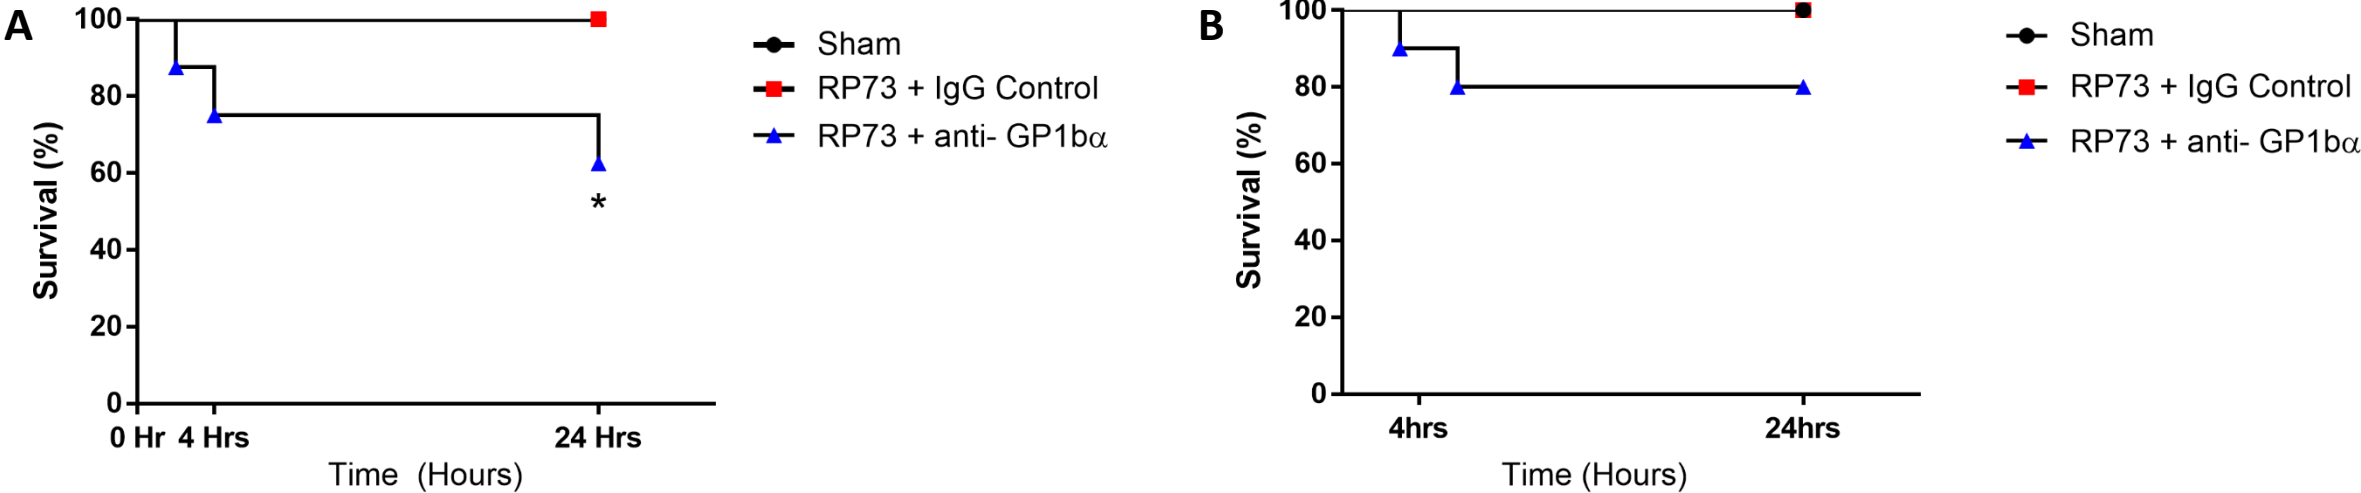 A
Survival (%)
100
80
60
40
20
0
*
0 Hr 4 Hrs 24 Hrs
Time (Hours)
Sham
RP73 + IgG Control
RP73 + anti- GP1bα
B
Survival (%)
100
80
60
40
20
0
4hrs 24hrs
Time (Hours)
Sham
RP73 + IgG Control
RP73 + anti- GP1bα